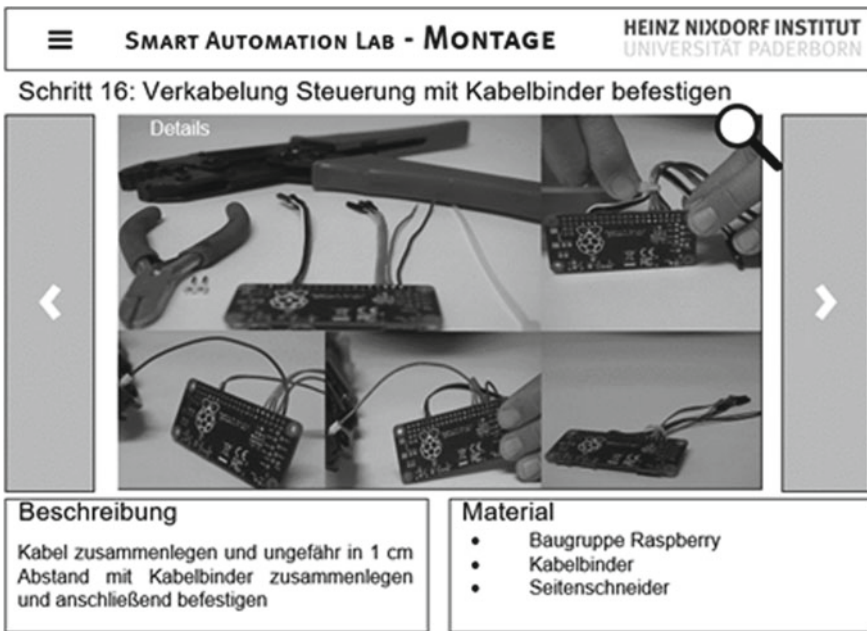 SMART AUTOMATION LAB - MONTAGE
HEINZ NIXDORF INSTITUT
UNIVERSITÄT PADERBORN
Schritt 16: Verkabelung Steuerung mit Kabelbinder befestigen
Details
Beschreibung
Kabel zusammenlegen und ungefähr in 1 cm
Abstand mit Kabelbinder zusammenlegen
und anschließend befestigen
Material
• Baugruppe Raspberry
• Kabelbinder
• Seitenschneider